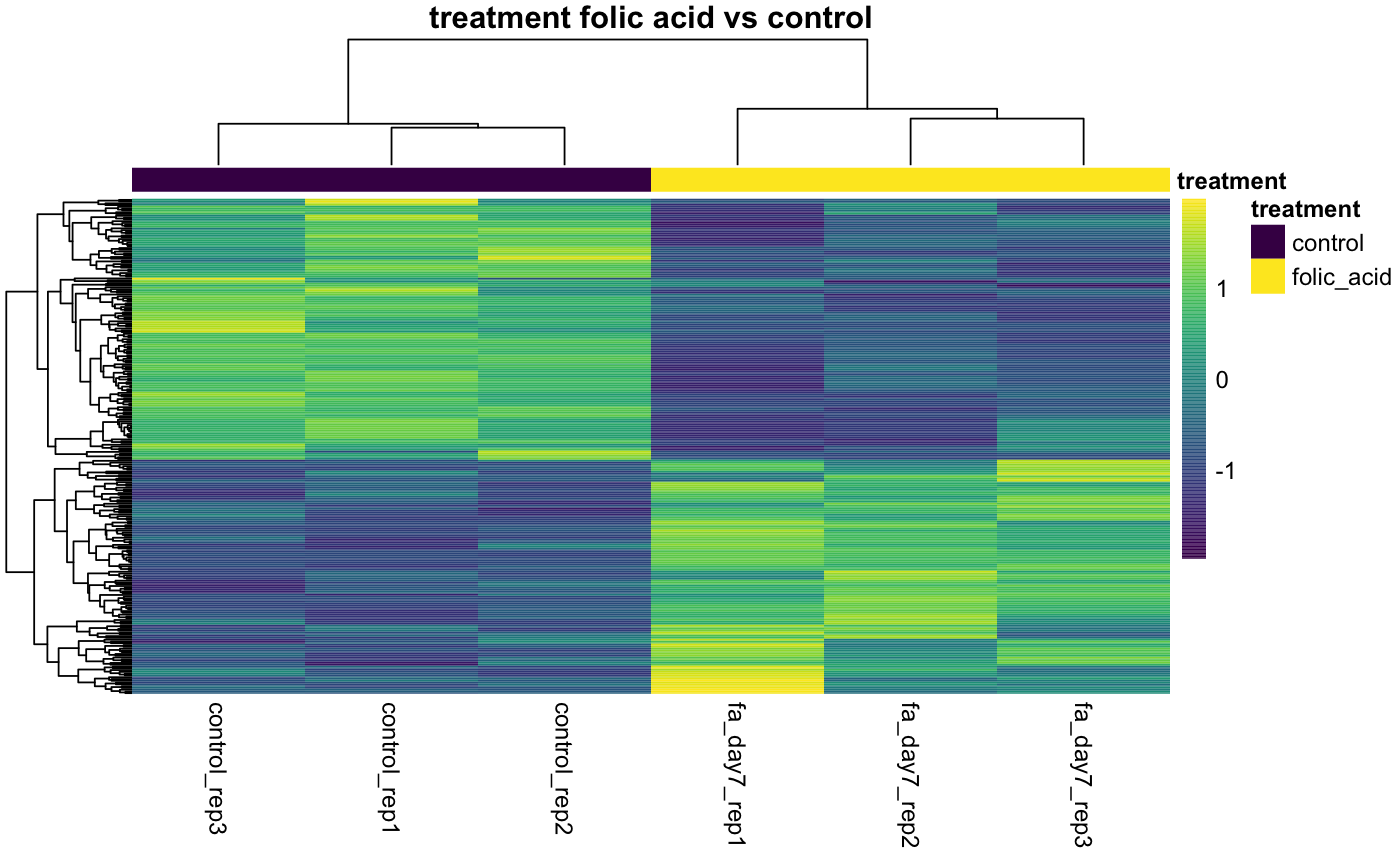 treatment folic acid vs control
treatment
treatment
control
folic_acid
1
0
-1
control_rep3
control_rep1
control_rep2
fa_day7_rep1
fa_day7_rep2
fa_day7_rep3